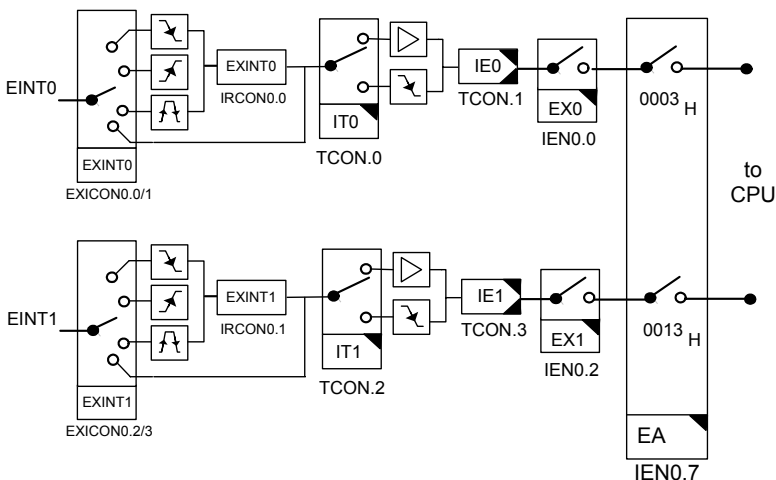 EINT0
EXINT0
EXICON0.0/1
EXINT0
IRCON0.0
IT0
TCON.0
IE0
TCON.1
EX0
IEN0.0
0003 H
to
CPU
EINT1
EXINT1
EXICON0.2/3
EXINT1
IRCON0.1
IT1
TCON.2
IE1
TCON.3
EX1
IEN0.2
0013 H
EA
IEN0.7